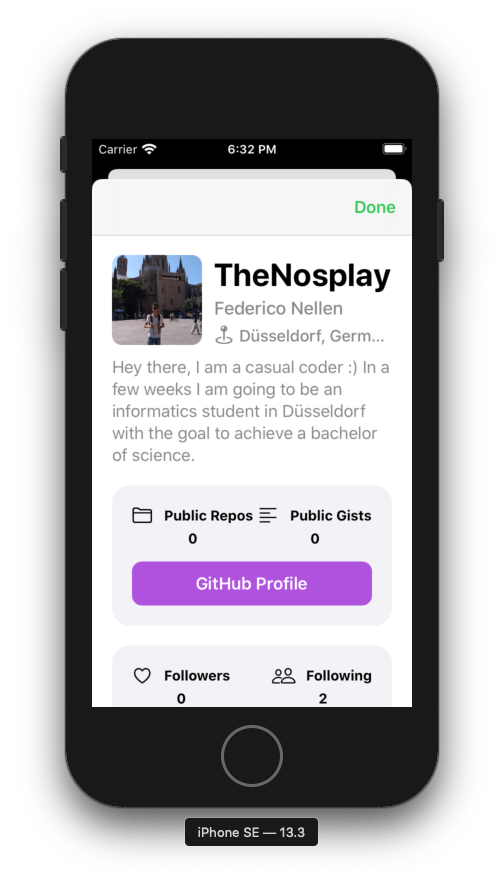 Carrier 6:32 PM
Done
TheNosplay
Federico Nellen
Düsseldorf, Germ...
Hey there, I am a casual coder :) In a
few weeks I am going to be an
informatics student in Düsseldorf
with the goal to achieve a bachelor
of science.
Public Repos Public Gists
0 0
GitHub Profile
Followers Following
0 2
iPhone SE — 13.3